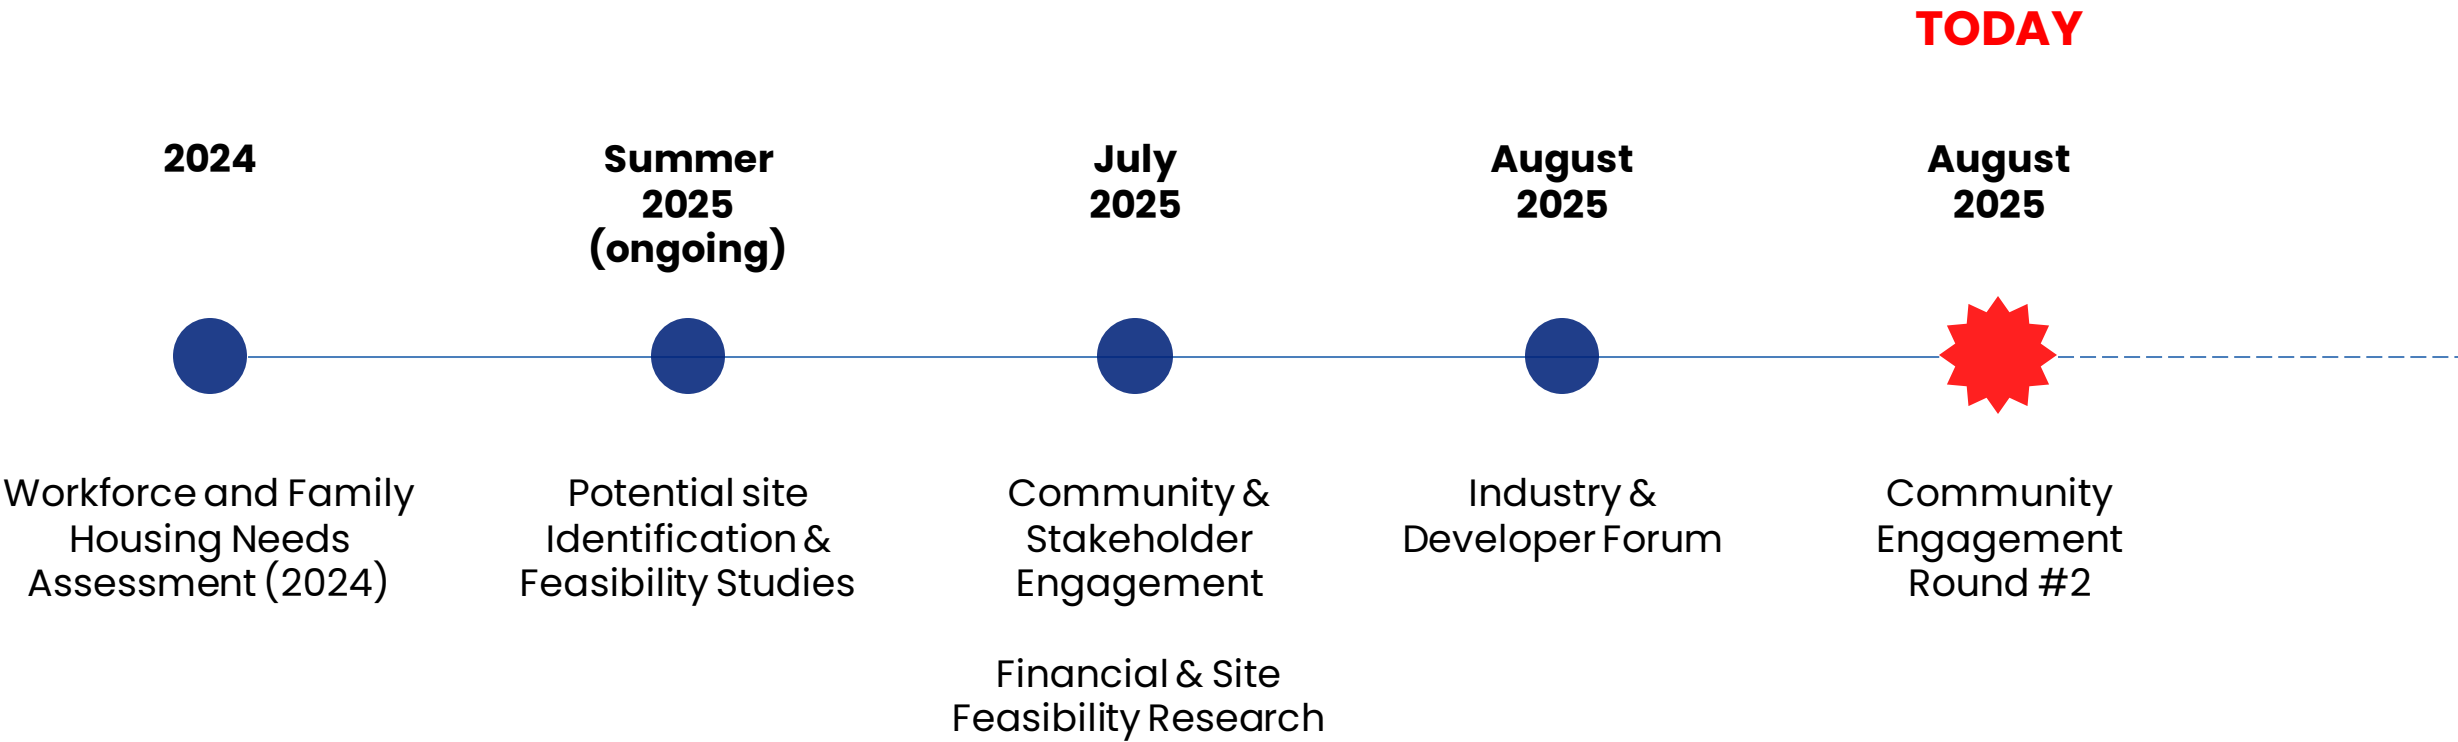 TODAY
2024
Summer
2025
(ongoing)
July
2025
August
2025
August
2025
Workforce and Family
Housing Needs
Assessment (2024)
Potential site
Identification &
Feasibility Studies
Community &
Stakeholder
Engagement
Financial & Site
Feasibility Research
Industry &
Developer Forum
Community
Engagement
Round #2